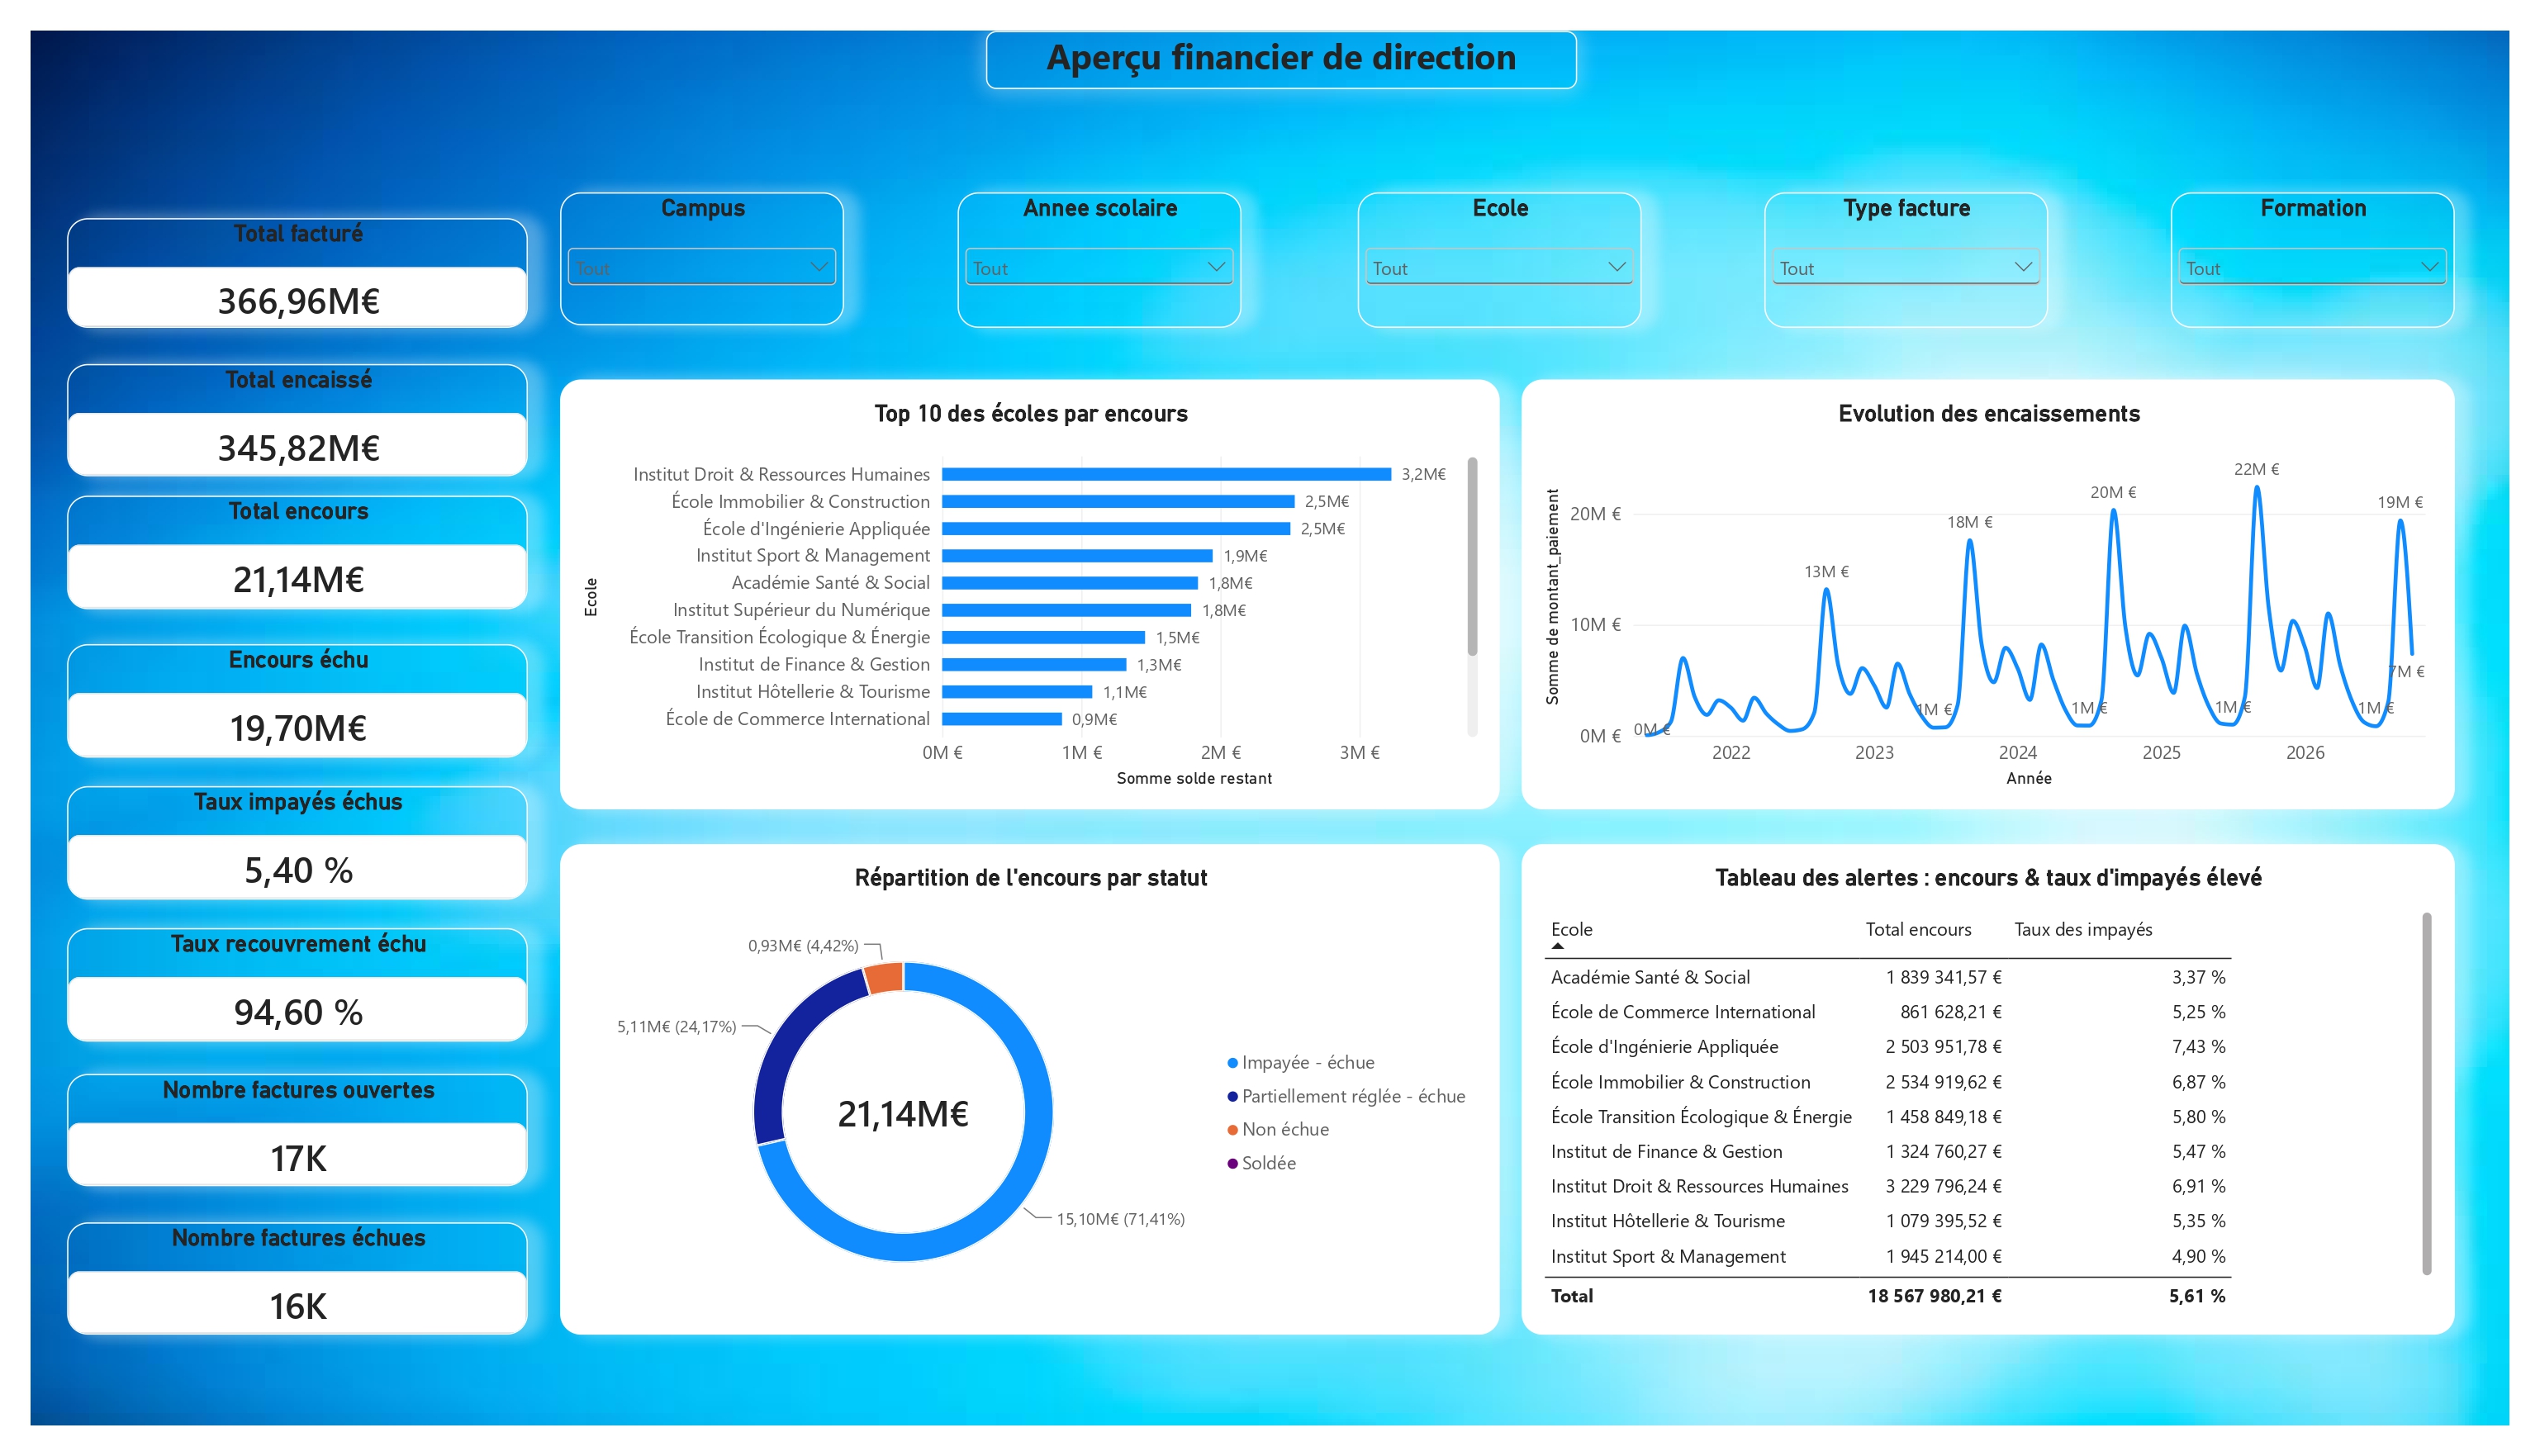 Aperçu financier de direction
Campus
Tout
Annee scolaire
Tout
Ecole
Tout
Type facture
Tout
Formation
Tout
Total facturé
366,96M€
Total encaissé
345,82M€
Total encours
21,14M€
Encours échu
19,70M€
Taux impayés échus
5,40 %
Taux recouvrement échu
94,60 %
Nombre factures ouvertes
17K
Nombre factures échues
16K
Top 10 des écoles par encours
Ecole
Institut Droit & Ressources Humaines 3,2M€
École Immobilier & Construction 2,5M€
École d'Ingénierie Appliquée 2,5M€
Institut Sport & Management 1,9M€
Académie Santé & Social 1,8M€
Institut Supérieur du Numérique 1,8M€
École Transition Écologique & Énergie 1,5M€
Institut de Finance & Gestion 1,3M€
Institut Hôtellerie & Tourisme 1,1M€
École de Commerce International 0,9M€
0M € 1M € 2M € 3M €
Somme solde restant
Evolution des encaissements
Somme de montant_paiement
20M €
10M €
0M €
0M €
13M €
1M €
18M €
1M €
20M €
1M €
22M €
1M €
19M €
7M €
2022 2023 2024 2025 2026
Année
Répartition de l'encours par statut
0,93M€ (4,42%)
5,11M€ (24,17%)
21,14M€
15,10M€ (71,41%)
Impayée - échue
Partiellement réglée - échue
Non échue
Soldée
Tableau des alertes : encours & taux d'impayés élevé
Ecole Total encours Taux des impayés
Académie Santé & Social 1 839 341,57 € 3,37 %
École de Commerce International 861 628,21 € 5,25 %
École d'Ingénierie Appliquée 2 503 951,78 € 7,43 %
École Immobilier & Construction 2 534 919,62 € 6,87 %
École Transition Écologique & Énergie 1 458 849,18 € 5,80 %
Institut de Finance & Gestion 1 324 760,27 € 5,47 %
Institut Droit & Ressources Humaines 3 229 796,24 € 6,91 %
Institut Hôtellerie & Tourisme 1 079 395,52 € 5,35 %
Institut Sport & Management 1 945 214,00 € 4,90 %
Total 18 567 980,21 € 5,61 %